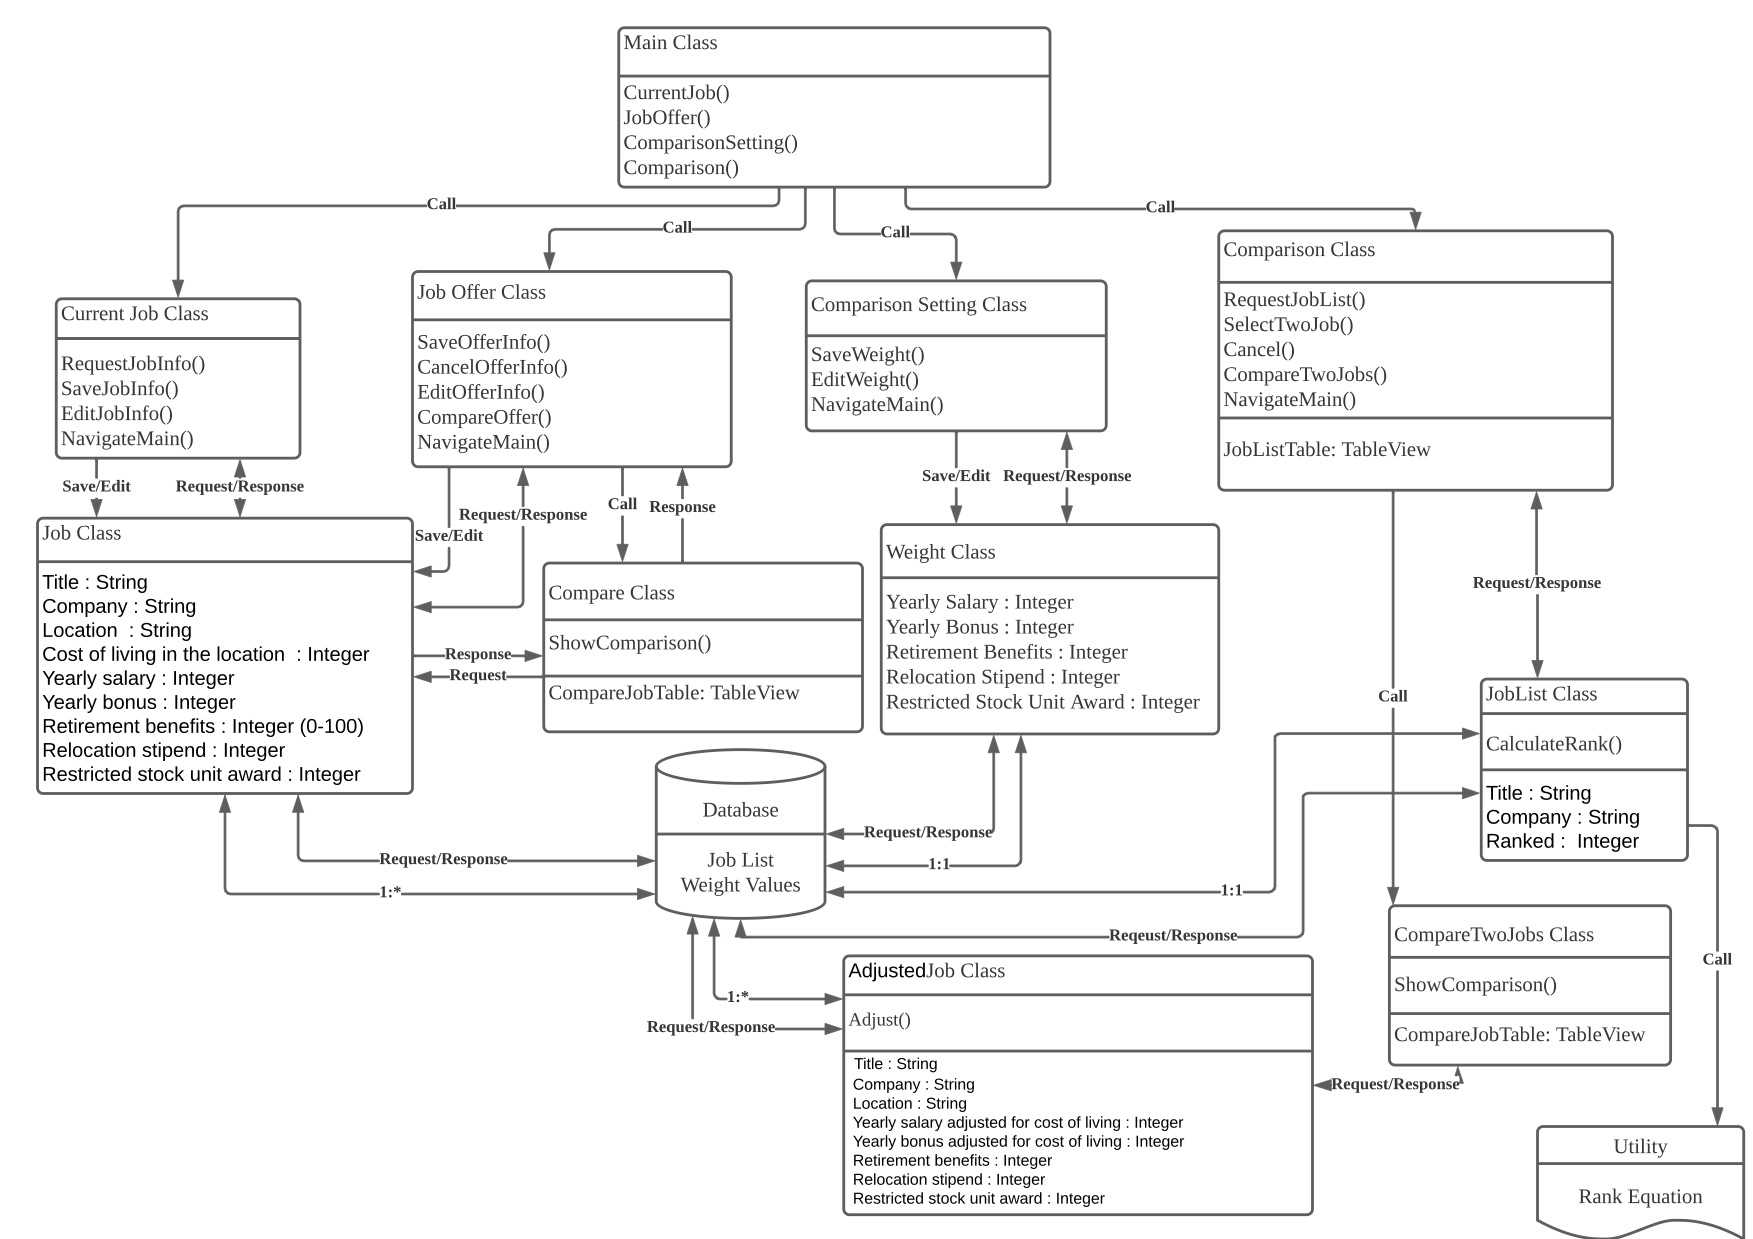 Main Class
CurrentJob()
JobOffer()
ComparisonSetting()
Comparison()
Call
Call
Call
Call
Current Job Class
RequestJobInfo()
SaveJobInfo()
EditJobInfo()
NavigateMain()
Job Offer Class
SaveOfferInfo()
CancelOfferInfo()
EditOfferInfo()
CompareOffer()
NavigateMain()
Comparison Setting Class
SaveWeight()
EditWeight()
NavigateMain()
Comparison Class
RequestJobList()
SelectTwoJob()
Cancel()
CompareTwoJobs()
NavigateMain()
JobListTable: TableView
Save/Edit
Request/Response
Save/Edit
Request/Response
Call
Response
Save/Edit
Request/Response
Request/Response
Call
Job Class
Title : String
Company : String
Location  : String
Cost of living in the location  : Integer
Yearly salary : Integer
Yearly bonus : Integer
Retirement benefits : Integer (0-100)
Relocation stipend : Integer
Restricted stock unit award : Integer
Response
Request
Compare Class
ShowComparison()
CompareJobTable: TableView
Weight Class
Yearly Salary : Integer
Yearly Bonus : Integer
Retirement Benefits : Integer
Relocation Stipend : Integer
Restricted Stock Unit Award : Integer
JobList Class
CalculateRank()
Title : String
Company : String
Ranked :  Integer
Database
Job List
Weight Values
Request/Response
1:*
Request/Response
1:1
1:1
Reqeust/Response
1:*
Request/Response
AdjustedJob Class
Adjust()
Title : String
Company : String
Location : String
Yearly salary adjusted for cost of living : Integer
Yearly bonus adjusted for cost of living : Integer
Retirement benefits : Integer
Relocation stipend : Integer
Restricted stock unit award : Integer
CompareTwoJobs Class
ShowComparison()
CompareJobTable: TableView
Request/Response
Call
Utility
Rank Equation